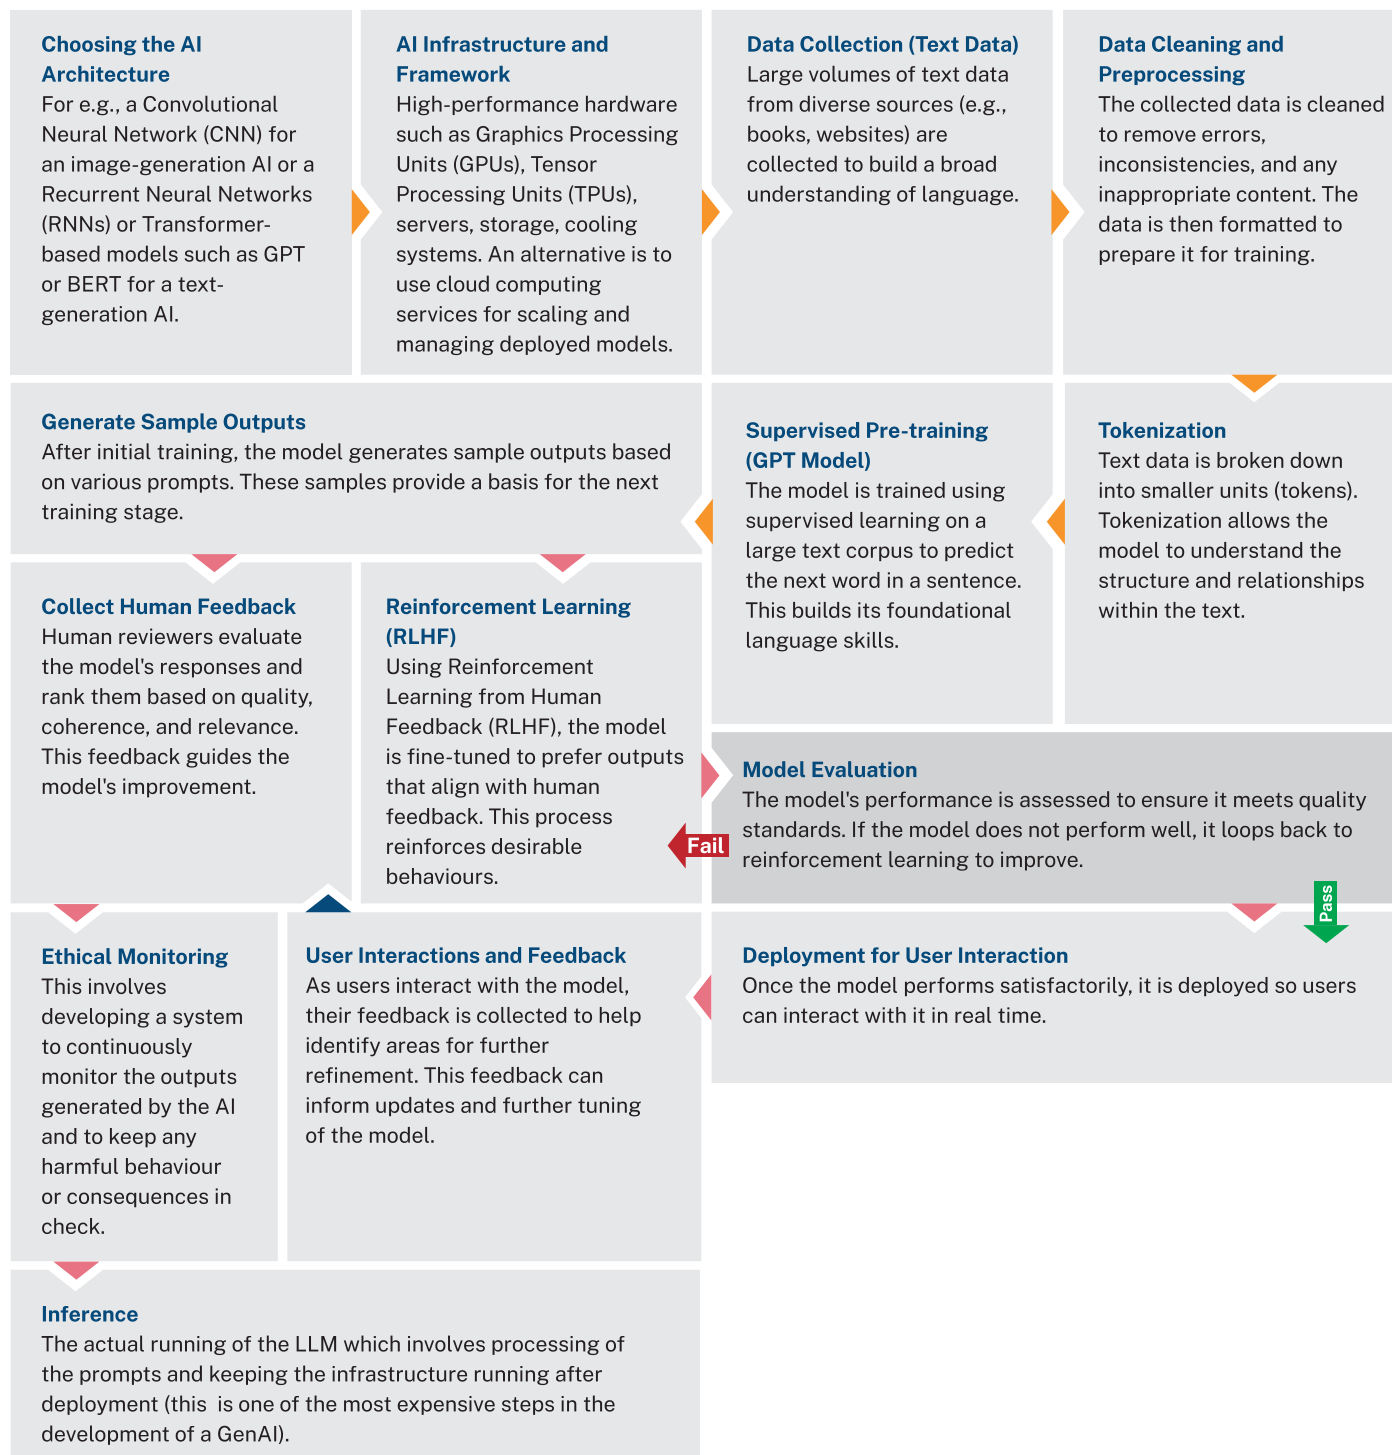 Choosing the AI
Architecture
For e.g., a Convolutional
Neural Network (CNN) for
an image-generation AI or a
Recurrent Neural Networks
(RNNs) or Transformer-
based models such as GPT
or BERT for a text-
generation AI.
AI Infrastructure and
Framework
High-performance hardware
such as Graphics Processing
Units (GPUs), Tensor
Processing Units (TPUs),
servers, storage, cooling
systems. An alternative is to
use cloud computing
services for scaling and
managing deployed models.
Data Collection (Text Data)
Large volumes of text data
from diverse sources (e.g.,
books, websites) are
collected to build a broad
understanding of language.
Data Cleaning and
Preprocessing
The collected data is cleaned
to remove errors,
inconsistencies, and any
inappropriate content. The
data is then formatted to
prepare it for training.
Tokenization
Text data is broken down
into smaller units (tokens).
Tokenization allows the
model to understand the
structure and relationships
within the text.
Supervised Pre-training
(GPT Model)
The model is trained using
supervised learning on a
large text corpus to predict
the next word in a sentence.
This builds its foundational
language skills.
Generate Sample Outputs
After initial training, the model generates sample outputs based
on various prompts. These samples provide a basis for the next
training stage.
Collect Human Feedback
Human reviewers evaluate
the model's responses and
rank them based on quality,
coherence, and relevance.
This feedback guides the
model's improvement.
Reinforcement Learning
(RLHF)
Using Reinforcement
Learning from Human
Feedback (RLHF), the model
is fine-tuned to prefer outputs
that align with human
feedback. This process
reinforces desirable
behaviours.
Model Evaluation
The model's performance is assessed to ensure it meets quality
standards. If the model does not perform well, it loops back to
reinforcement learning to improve.
Fail
Pass
Deployment for User Interaction
Once the model performs satisfactorily, it is deployed so users
can interact with it in real time.
User Interactions and Feedback
As users interact with the model,
their feedback is collected to help
identify areas for further
refinement. This feedback can
inform updates and further tuning
of the model.
Ethical Monitoring
This involves
developing a system
to continuously
monitor the outputs
generated by the AI
and to keep any
harmful behaviour
or consequences in
check.
Inference
The actual running of the LLM which involves processing of
the prompts and keeping the infrastructure running after
deployment (this  is one of the most expensive steps in the
development of a GenAI).